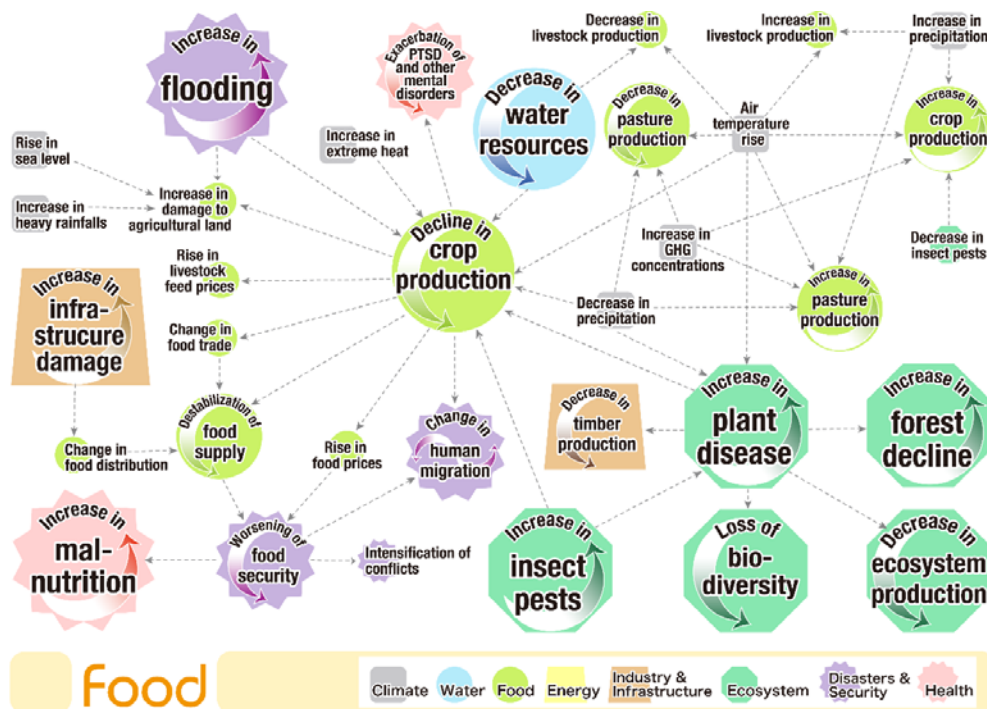 Increase in
flooding
Exacerbation of
PTSD
and other
mental
disorders
Decrease in
livestock production
Increase in
livestock production
Increase in
precipitation
Decrease in
water
resources
Decrease in
pasture
production
Air
temperature
rise
Increase in
crop
production
Rise in
sea level
Increase in
extreme heat
Increase in
heavy rainfalls
Increase in
damage to
agricultural land
Decline in
crop
production
Increase in
GHG
concentrations
Decrease in
insect pests
Rise in
livestock
feed prices
Increase in
infra-
strucure
damage
Decrease in
precipitation
Increase in
pasture
production
Change in
food trade
Destabilization of
food
supply
Change in
food distribution
Rise in
food prices
Change in
human
migration
Decrease in
timber
production
Increase in
plant
disease
Increase in
forest
decline
Increase in
mal-
nutrition
Worsening of
food
security
Intensification of
conflicts
Increase in
insect
pests
Loss of
bio-
diversity
Decrease in
ecosystem
production
Food
Climate
Water
Food
Energy
Industry &
Infrastructure
Ecosystem
Disasters &
Security
Health